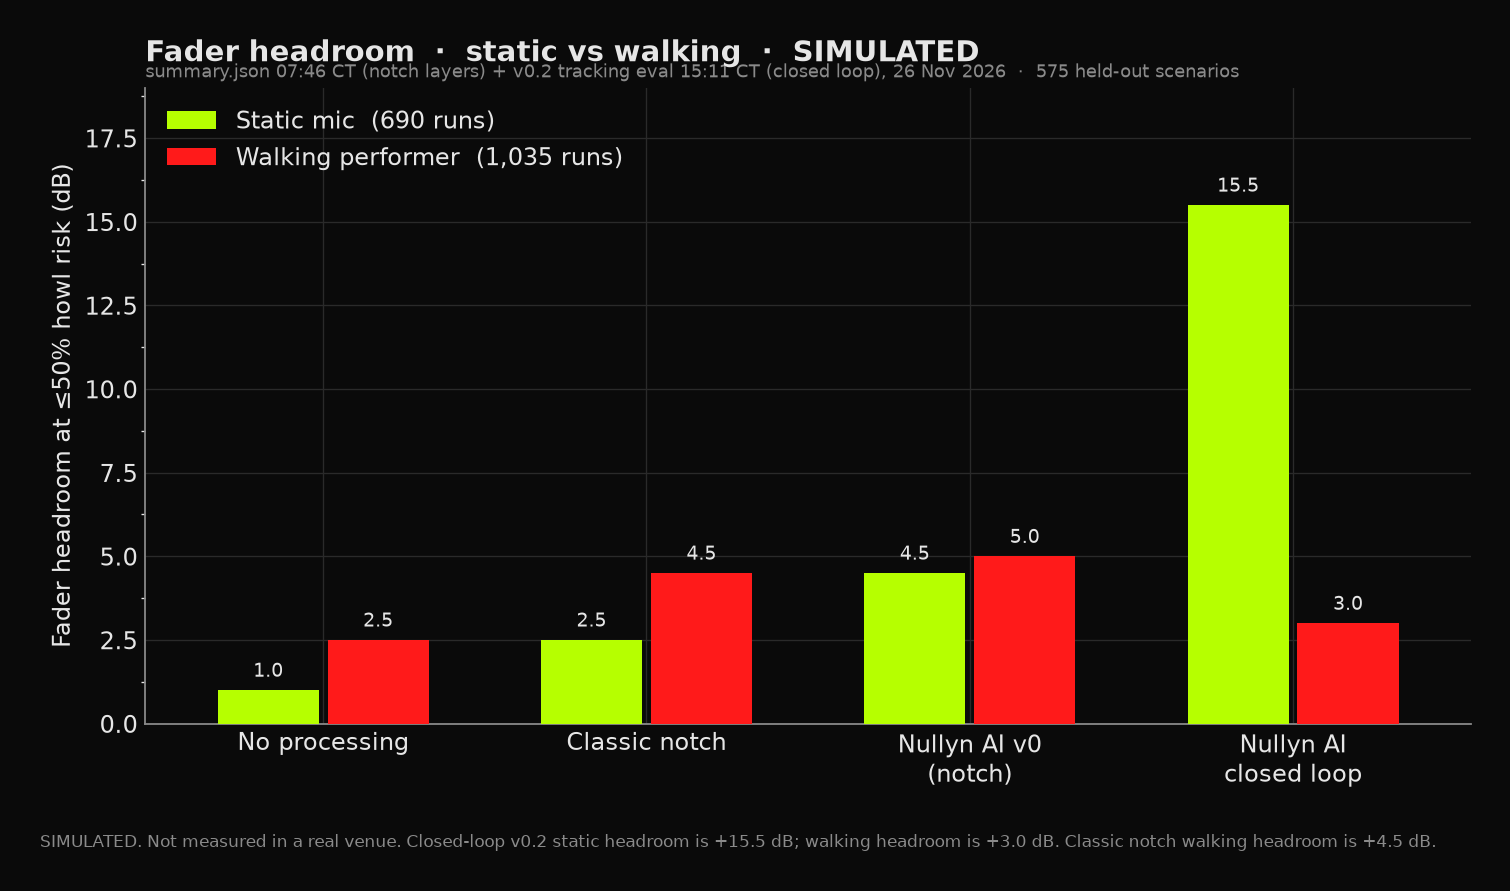 Fader headroom · static vs walking · SIMULATED
summary.json 07:46 CT (notch layers) + v0.2 tracking eval 15:11 CT (closed loop), 26 Nov 2026 · 575 held-out scenarios
Static mic (690 runs)
Walking performer (1,035 runs)
Fader headroom at ≤50% howl risk (dB)
17.5
15.0
12.5
10.0
7.5
5.0
2.5
0.0
1.0
2.5
2.5
4.5
4.5
5.0
15.5
3.0
No processing
Classic notch
Nullyn AI v0
(notch)
Nullyn AI
closed loop
SIMULATED. Not measured in a real venue. Closed-loop v0.2 static headroom is +15.5 dB; walking headroom is +3.0 dB. Classic notch walking headroom is +4.5 dB.